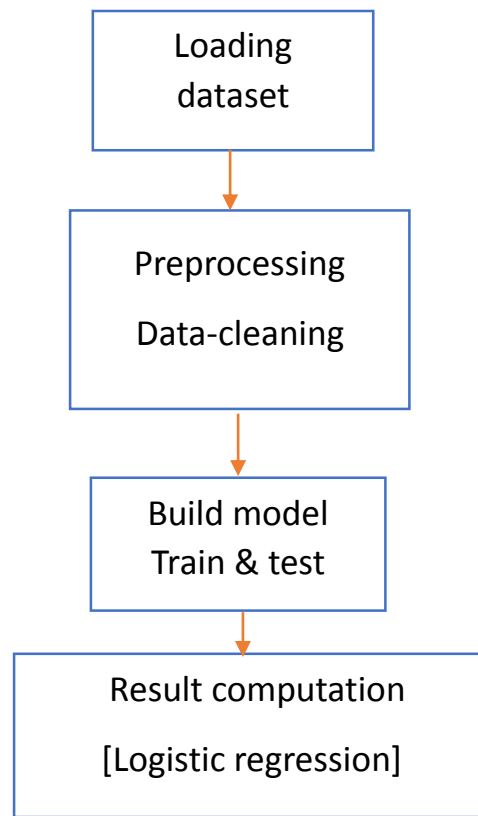 Loading
dataset
Preprocessing
Data-cleaning
Build model
Train & test
Result computation
[Logistic regression]